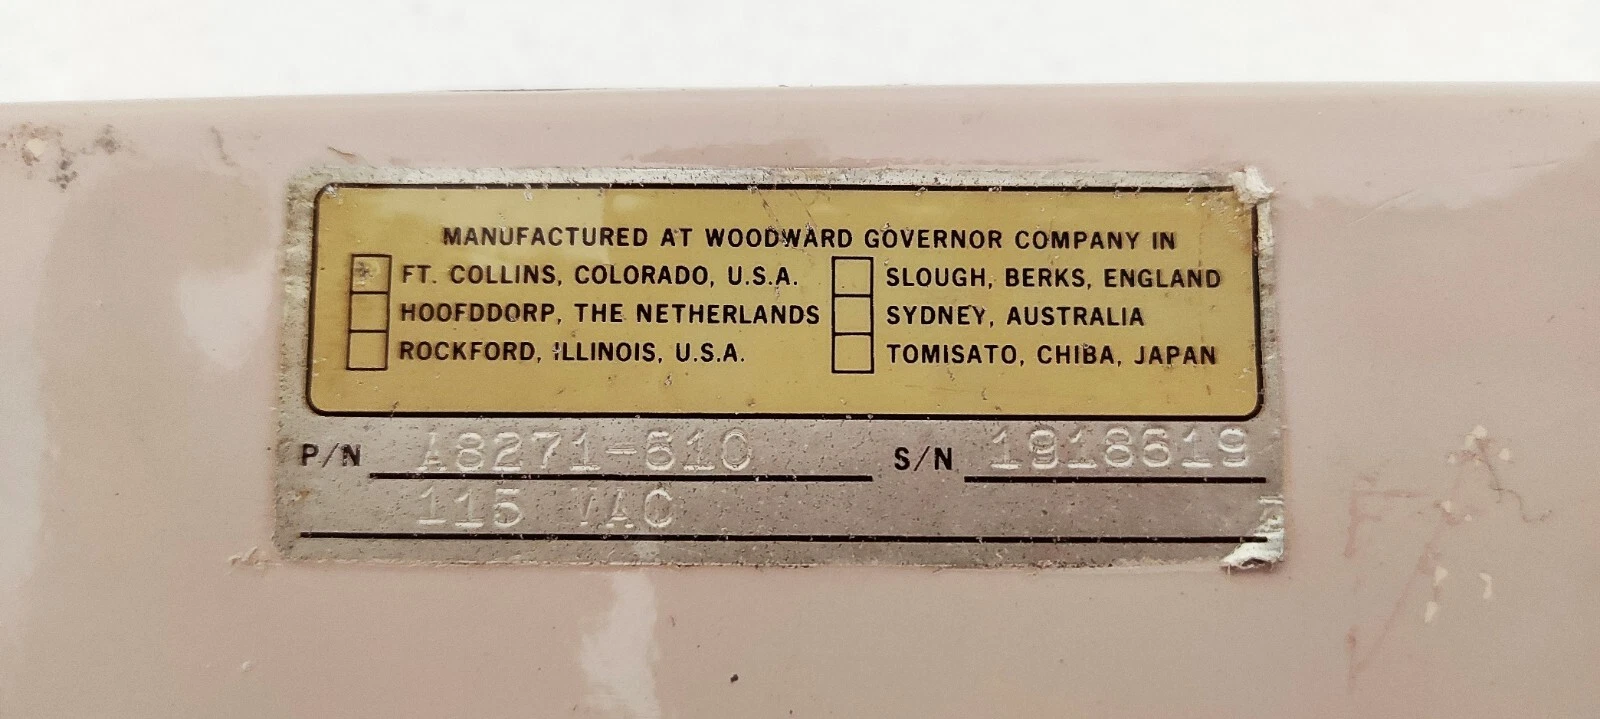 MANUFACTURED AT WOODWARD GOVERNOR COMPANY IN
FT. COLLINS, COLORADO, U.S.A.
HOOFDDORP, THE NETHERLANDS
ROCKFORD, ILLINOIS, U.S.A.
SLOUGH, BERKS, ENGLAND
SYDNEY, AUSTRALIA
TOMISATO, CHIBA, JAPAN
P/N A8271-610 S/N 1918619
115 VAC